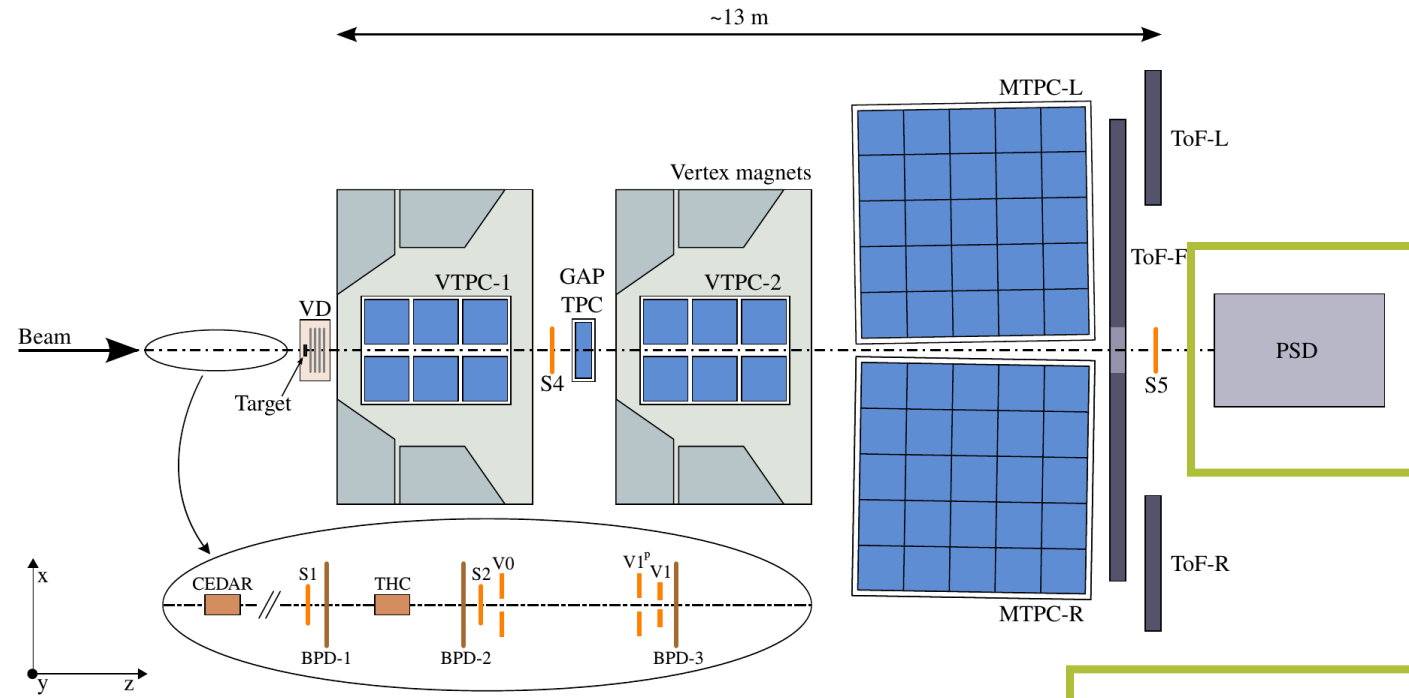 ~13 m
MTPC-L
ToF-L
Vertex magnets
ToF-F
GAP
TPC
VTPC-1
VTPC-2
VD
Beam
PSD
S4
S5
Target
x
y
z
CEDAR
S1
THC
S2
V0
V1ᵖ
V1
BPD-1
BPD-2
BPD-3
ToF-R
MTPC-R